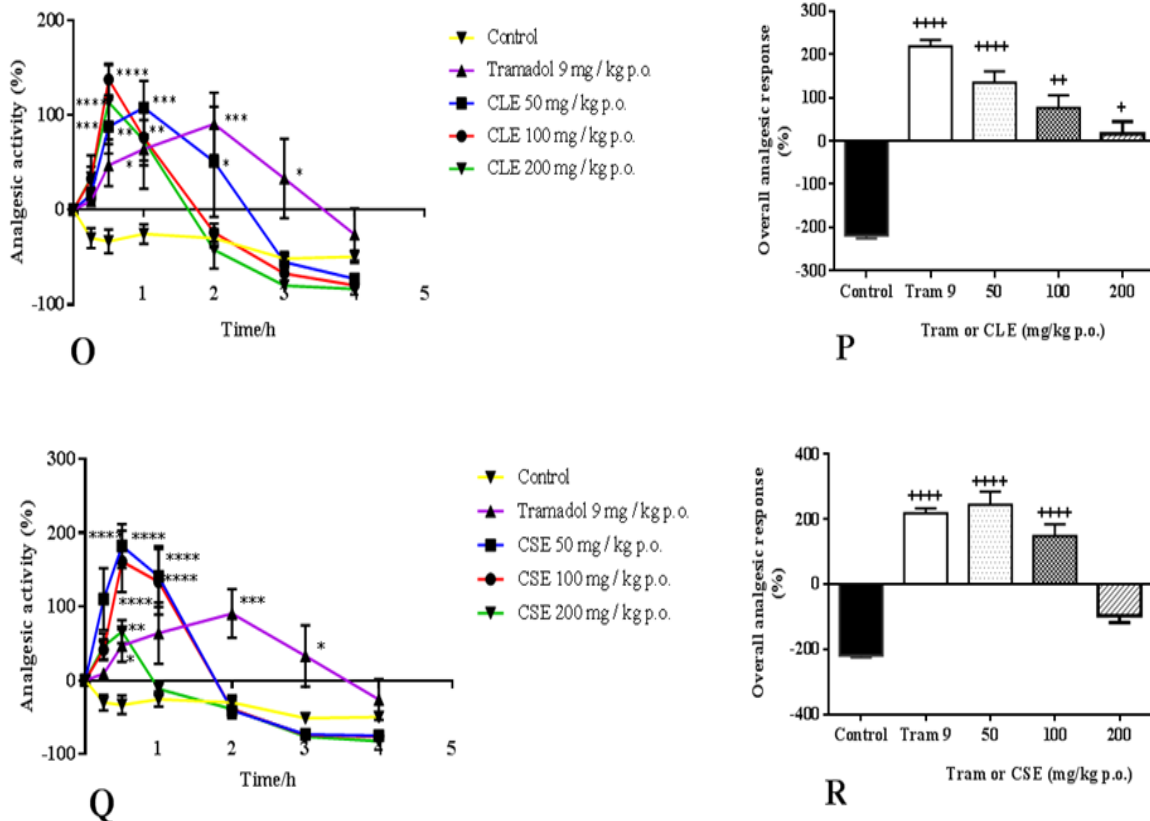 Analgesic activity (%)
200
100
0
-100
****
****
***
***
**
**
*
***
*
*
1
2
3
4
5
Time/h
O
Control
Tramadol 9 mg / kg p.o.
CLE 50 mg / kg p.o.
CLE 100 mg / kg p.o.
CLE 200 mg / kg p.o.
Overall analgesic response
(%)
300
200
100
0
-100
-200
-300
++++
++++
++
+
Control
Tram 9
50
100
200
Tram or CLE (mg/kg p.o.)
P
Analgesic activity (%)
300
200
100
0
-100
****
****
****
****
****
**
*
***
*
1
2
3
4
5
Time/h
Q
Control
Tramadol 9 mg / kg p.o.
CSE 50 mg / kg p.o.
CSE 100 mg / kg p.o.
CSE 200 mg / kg p.o.
Overall analgesic response
(%)
400
200
0
-200
-400
++++
++++
++++
Control
Tram 9
50
100
200
Tram or CSE (mg/kg p.o.)
R